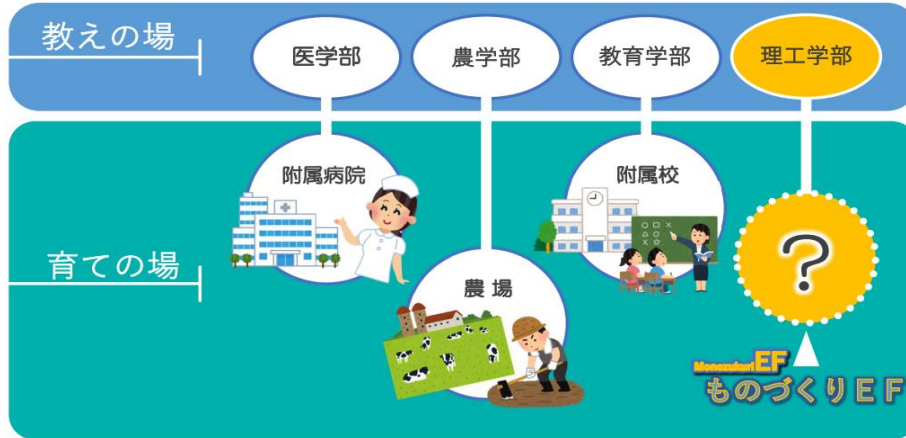 教えの場
医学部
農学部
教育学部
理工学部
育ての場
附属病院
農場
附属校
?
MonozukuriEF
ものづくりEF